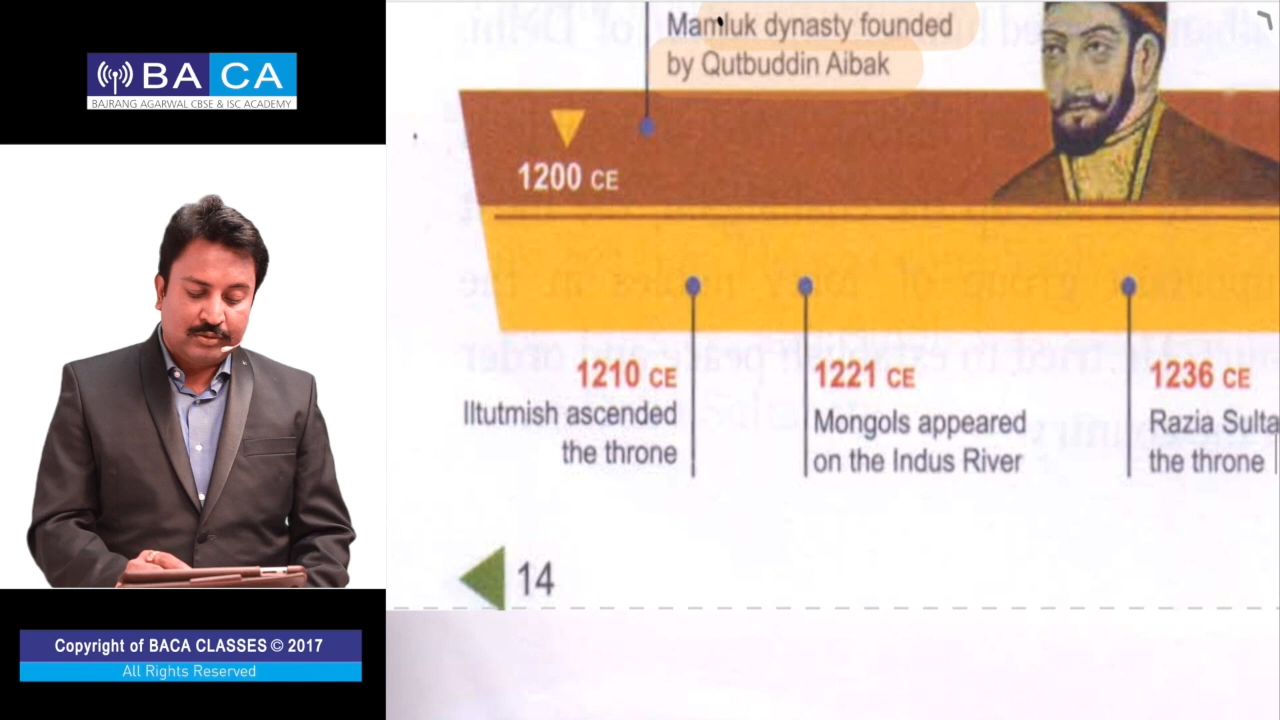 BA CA
BAJRANG AGARWAL CBSE & ISC ACADEMY
Mamluk dynasty founded
by Qutbuddin Aibak
1200 CE
1210 CE
Iltutmish ascended
the throne
1221 CE
Mongols appeared
on the Indus River
1236 CE
Razia Sulta
the throne
14
Copyright of BACA CLASSES © 2017
All Rights Reserved